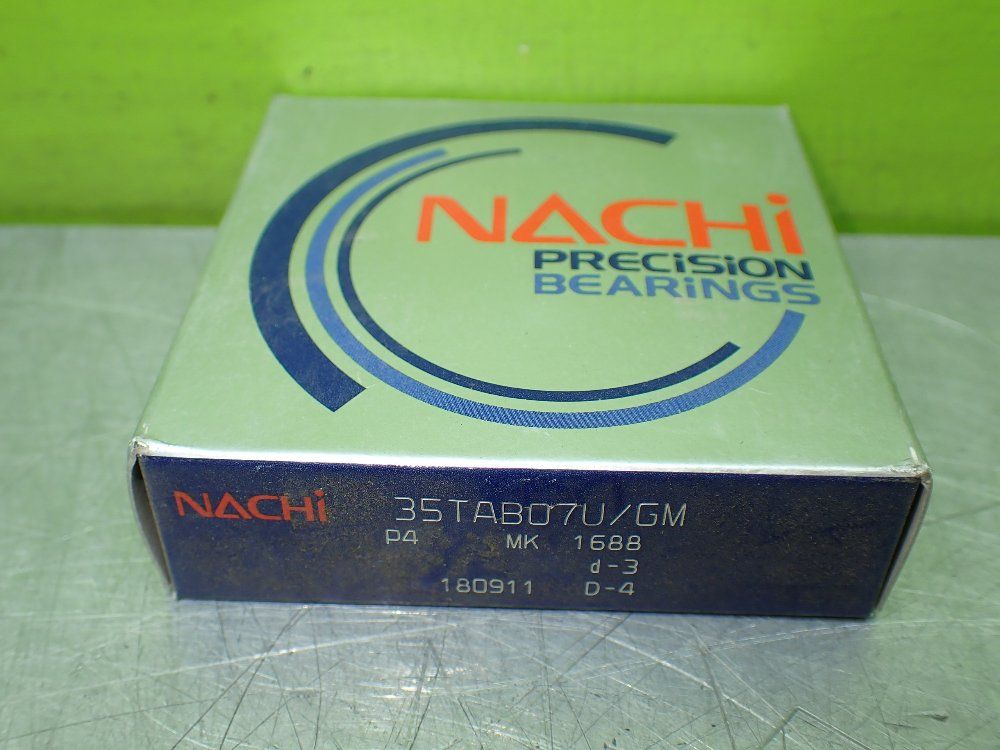 NACHi
PRECiSiON
BEARiNGS
NACHi 35TAB07U/GM
P4 MK 1688
d-3
180911 D-4